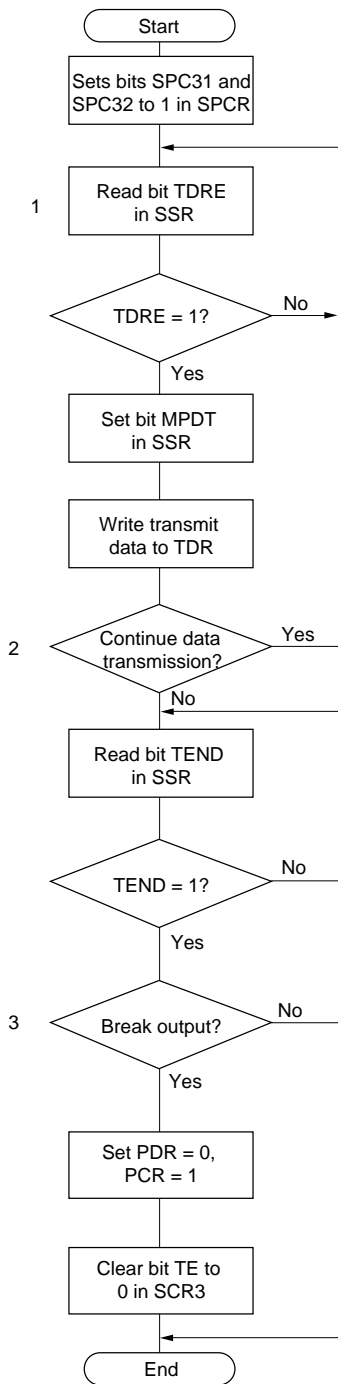 Start
Sets bits SPC31 and
SPC32 to 1 in SPCR
1
Read bit TDRE
in SSR
TDRE = 1?
No
Yes
Set bit MPDT
in SSR
Write transmit
data to TDR
2
Continue data
transmission?
Yes
No
Read bit TEND
in SSR
TEND = 1?
No
Yes
3
Break output?
No
Yes
Set PDR = 0,
PCR = 1
Clear bit TE to
0 in SCR3
End